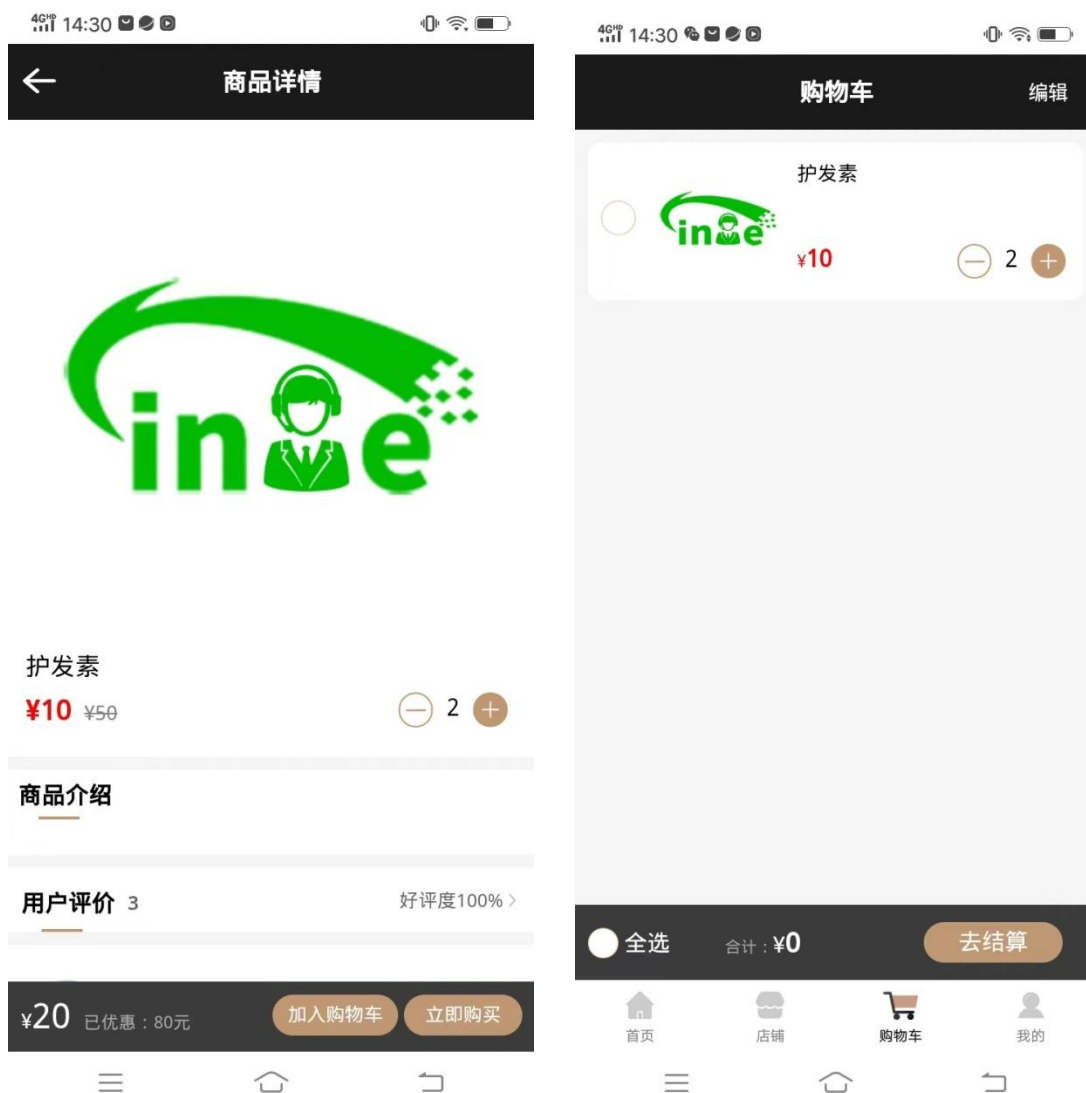 4GHD 14:30
商品详情
in e
护发素
¥10 ¥50
2
商品介绍
用户评价 3
好评度100%
¥20 已优惠：80元
加入购物车
立即购买
4GHD 14:30
购物车
编辑
护发素
in e
¥10
2
全选
合计：¥0
去结算
首页
店铺
购物车
我的